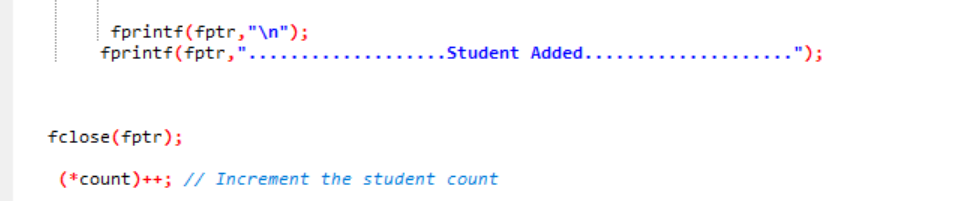 fprintf(fptr,"\n");
fprintf(fptr,"...................Student Added....................");
fclose(fptr);
(*count)++; // Increment the student count